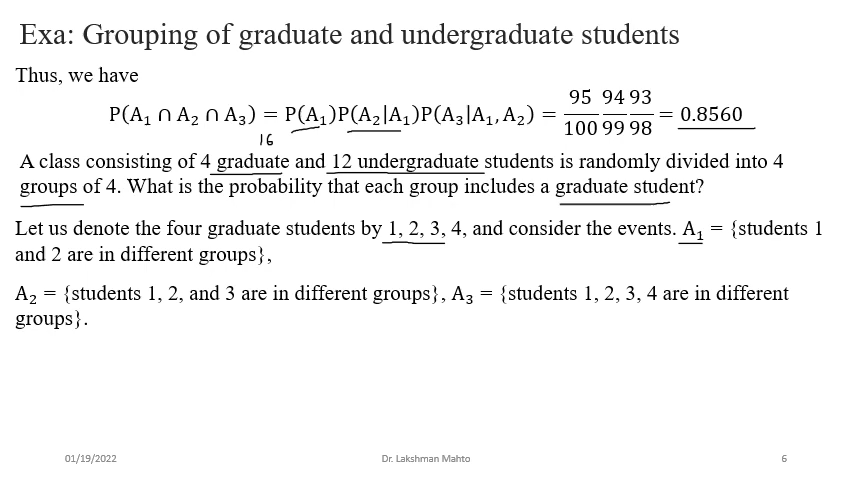 Exa: Grouping of graduate and undergraduate students
Thus, we have
P(A₁ ∩ A₂ ∩ A₃) = P(A₁)P(A₂|A₁)P(A₃|A₁, A₂) = 95/100 94/99 93/98 = 0.8560
16
A class consisting of 4 graduate and 12 undergraduate students is randomly divided into 4
groups of 4. What is the probability that each group includes a graduate student?
Let us denote the four graduate students by 1, 2, 3, 4, and consider the events. A₁ = {students 1
and 2 are in different groups},
A₂ = {students 1, 2, and 3 are in different groups}, A₃ = {students 1, 2, 3, 4 are in different
groups}.
01/19/2022 Dr. Lakshman Mahto 6